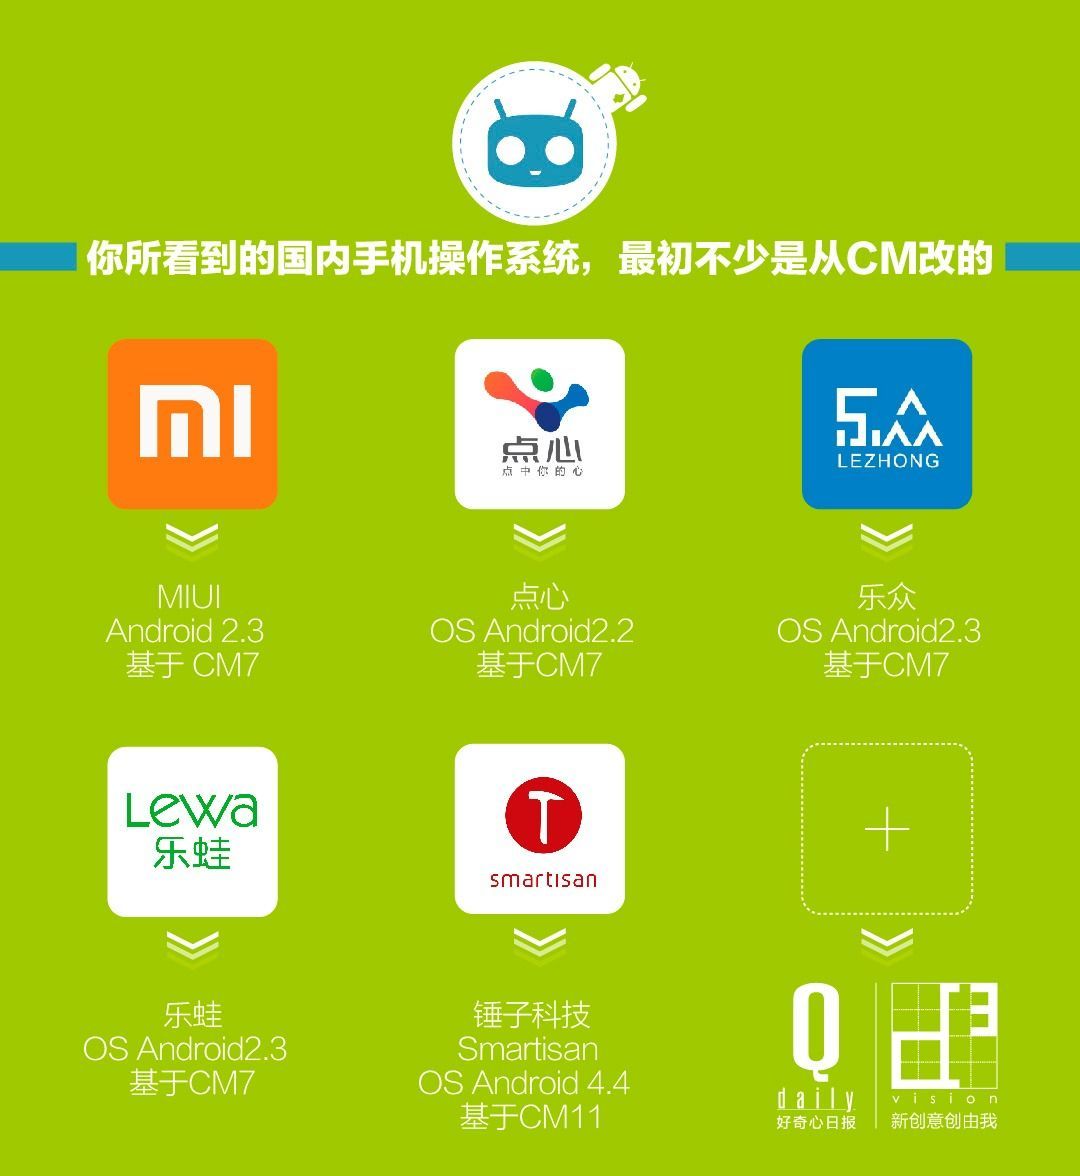 你所看到的国内手机操作系统，最初不少是从CM改的
MI
点心
点中你的心
乐众
LEZHONG
MIUI
Android 2.3
基于 CM7
点心
OS Android2.2
基于CM7
乐众
OS Android2.3
基于CM7
Lewa
乐蛙
T
smartisan
乐蛙
OS Android2.3
基于CM7
锤子科技
Smartisan
OS Android 4.4
基于CM11
Q
daily
好奇心日报
vision
新创意创由我